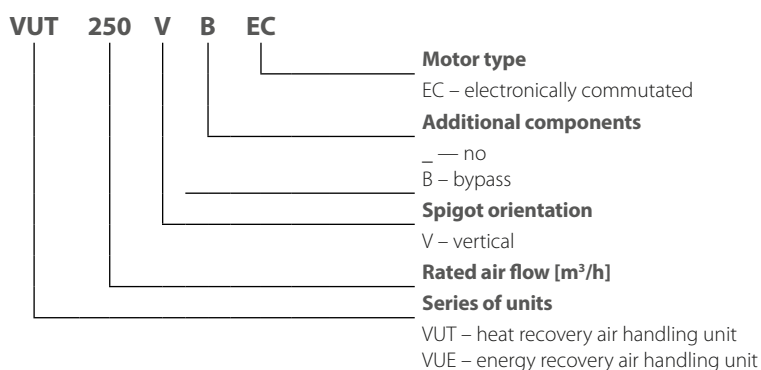 VUT 250 V B EC
Motor type
EC – electronically commutated
Additional components
_ — no
B – bypass
Spigot orientation
V – vertical
Rated air flow [m³/h]
Series of units
VUT – heat recovery air handling unit
VUE – energy recovery air handling unit